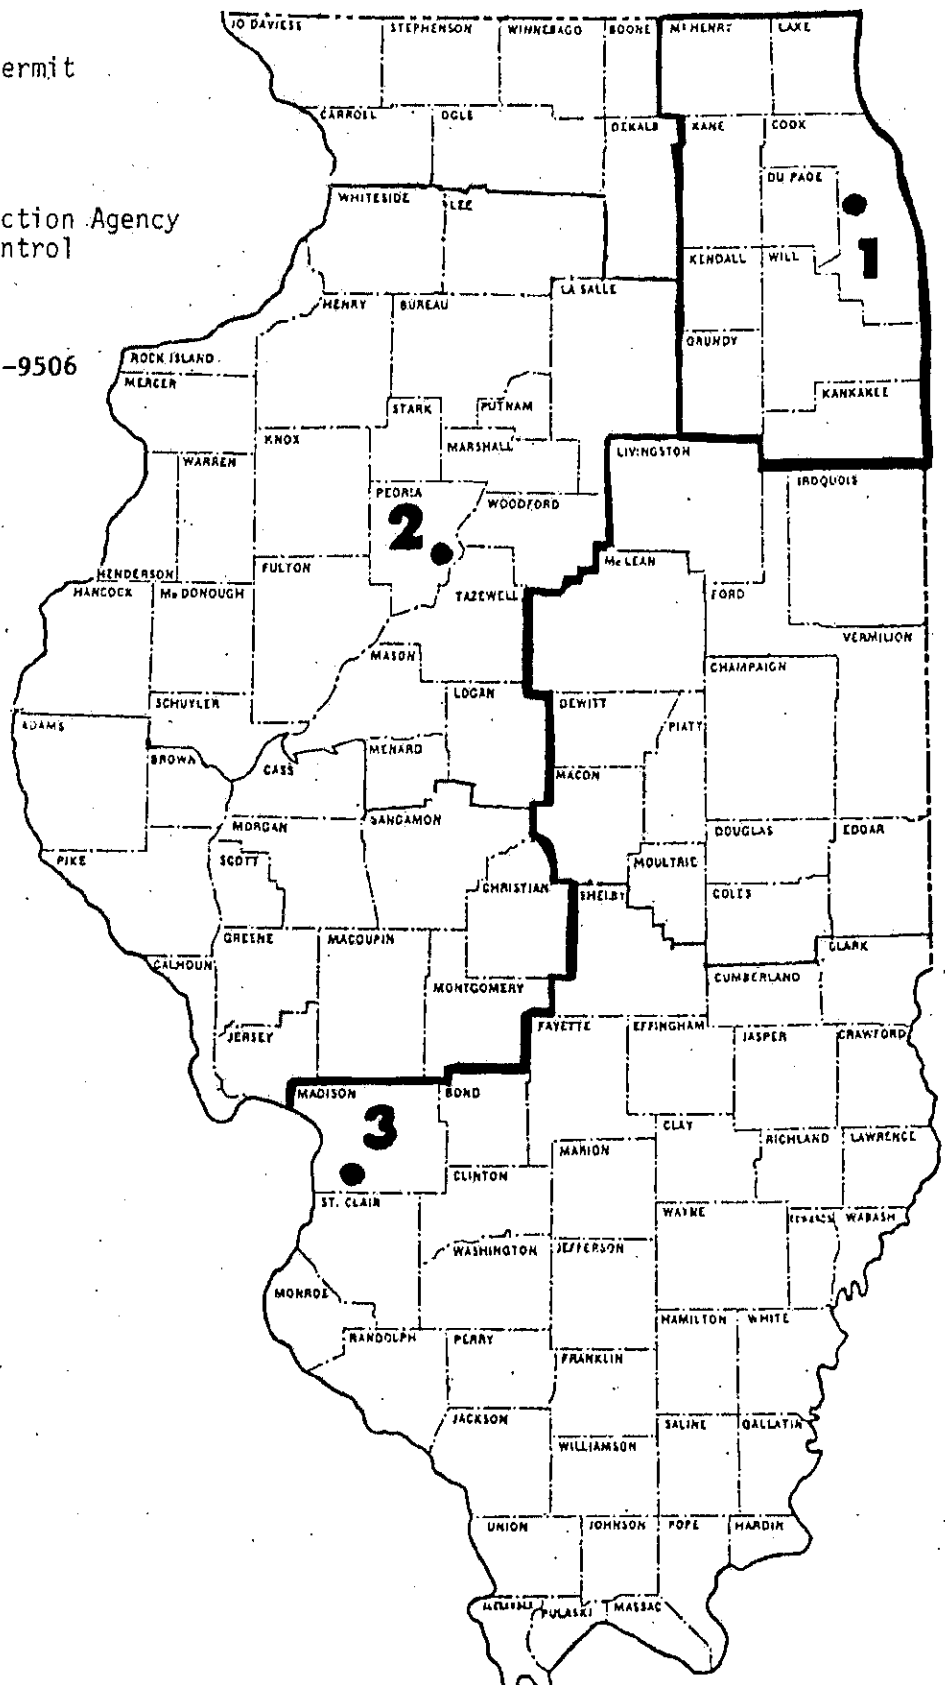 JO DAVIESS
STEPHENSON
WINNEBAGO
BOONE
McHENRY
LAKE
ermit
CARROLL
OGLE
DEKALB
KANE
COOK
DU PAGE
WHITESIDE
LEE
ction Agency
ntrol
1
KENDALL
WILL
LA SALLE
HENRY
BUREAU
GRUNDY
ROCK ISLAND
-9506
MERCER
KANKAKEE
STARK
PUTNAM
KNOX
MARSHALL
LIVINGSTON
WARREN
IROQUOIS
PEORIA
WOODFORD
2
McLEAN
HENDERSON
FULTON
HANCOCK
McDONOUGH
TAZEWELL
FORD
VERMILION
MASON
CHAMPAIGN
LOGAN
SCHUYLER
DEWITT
ADAMS
PIATT
BROWN
CASS
MENARD
MACON
MORGAN
SANGAMON
DOUGLAS
EDGAR
PIKE
SCOTT
MOULTRIE
CHRISTIAN
SHELBY
COLES
GREENE
MACOUPIN
CLARK
CALHOUN
CUMBERLAND
MONTGOMERY
JERSEY
FAYETTE
EFFINGHAM
JASPER
CRAWFORD
MADISON
BOND
3
CLAY
RICHLAND
LAWRENCE
MARION
CLINTON
ST. CLAIR
WAYNE
EDWARDS
WABASH
WASHINGTON
JEFFERSON
MONROE
RANDOLPH
PERRY
HAMILTON
WHITE
FRANKLIN
JACKSON
SALINE
GALLATIN
WILLIAMSON
UNION
JOHNSON
POPE
HARDIN
ALEXANDER
PULASKI
MASSAC